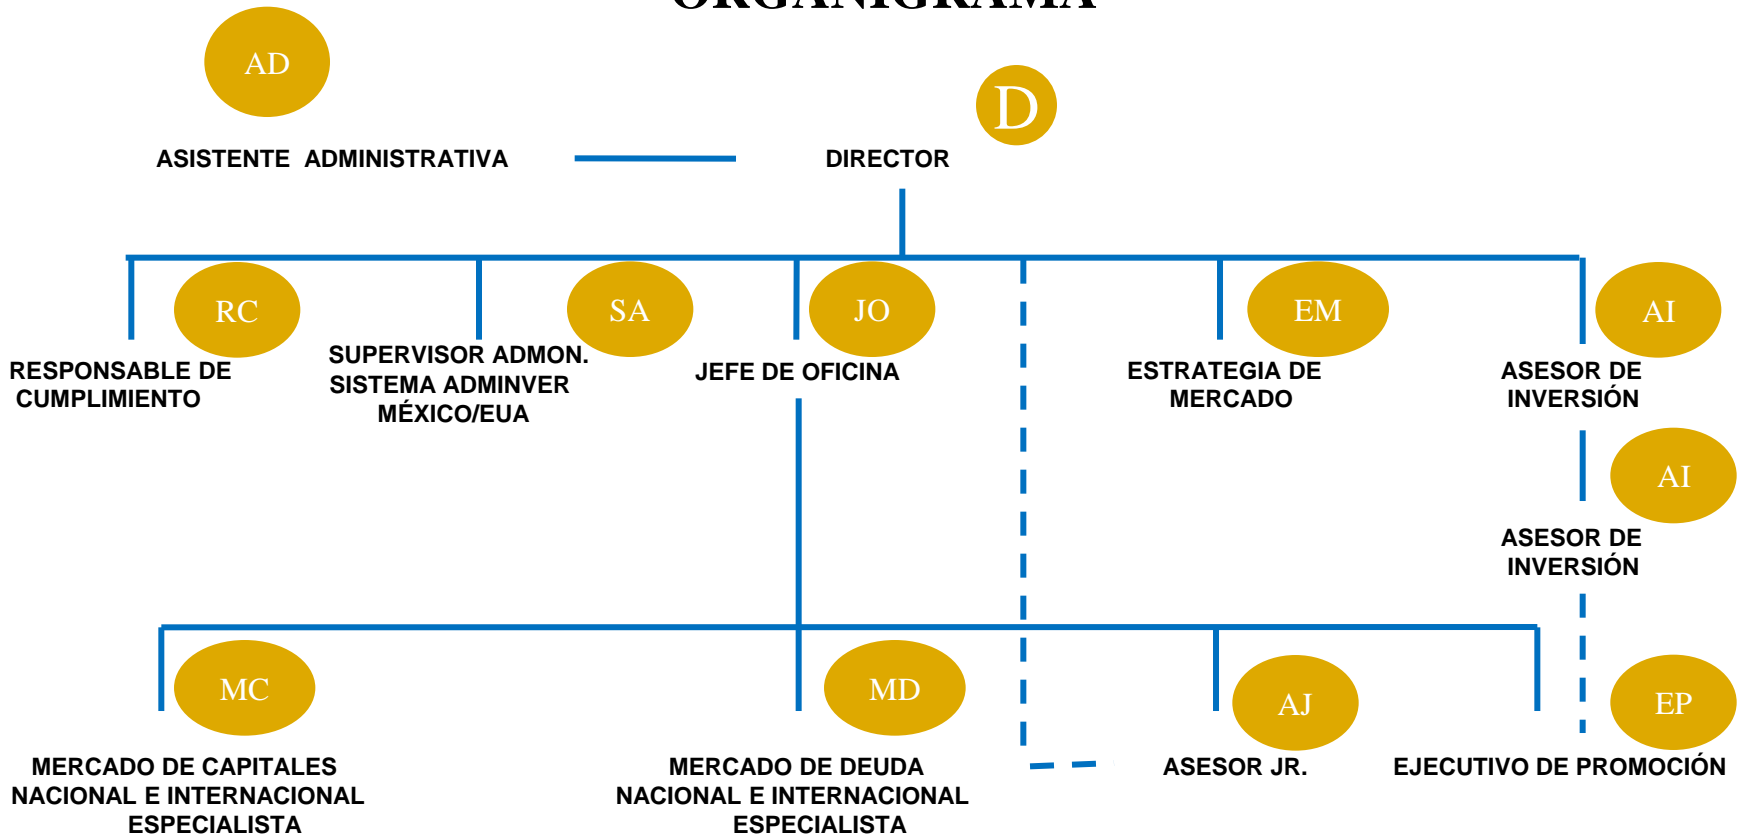 ORGANIGRAMA
AD
D
ASISTENTE ADMINISTRATIVA
DIRECTOR
RC
SA
JO
EM
AI
RESPONSABLE DE
CUMPLIMIENTO
SUPERVISOR ADMON.
SISTEMA ADMINVER
MÉXICO/EUA
JEFE DE OFICINA
ESTRATEGIA DE
MERCADO
ASESOR DE
INVERSIÓN
AI
ASESOR DE
INVERSIÓN
MC
MD
AJ
EP
MERCADO DE CAPITALES
NACIONAL E INTERNACIONAL
ESPECIALISTA
MERCADO DE DEUDA
NACIONAL E INTERNACIONAL
ESPECIALISTA
ASESOR JR.
EJECUTIVO DE PROMOCIÓN